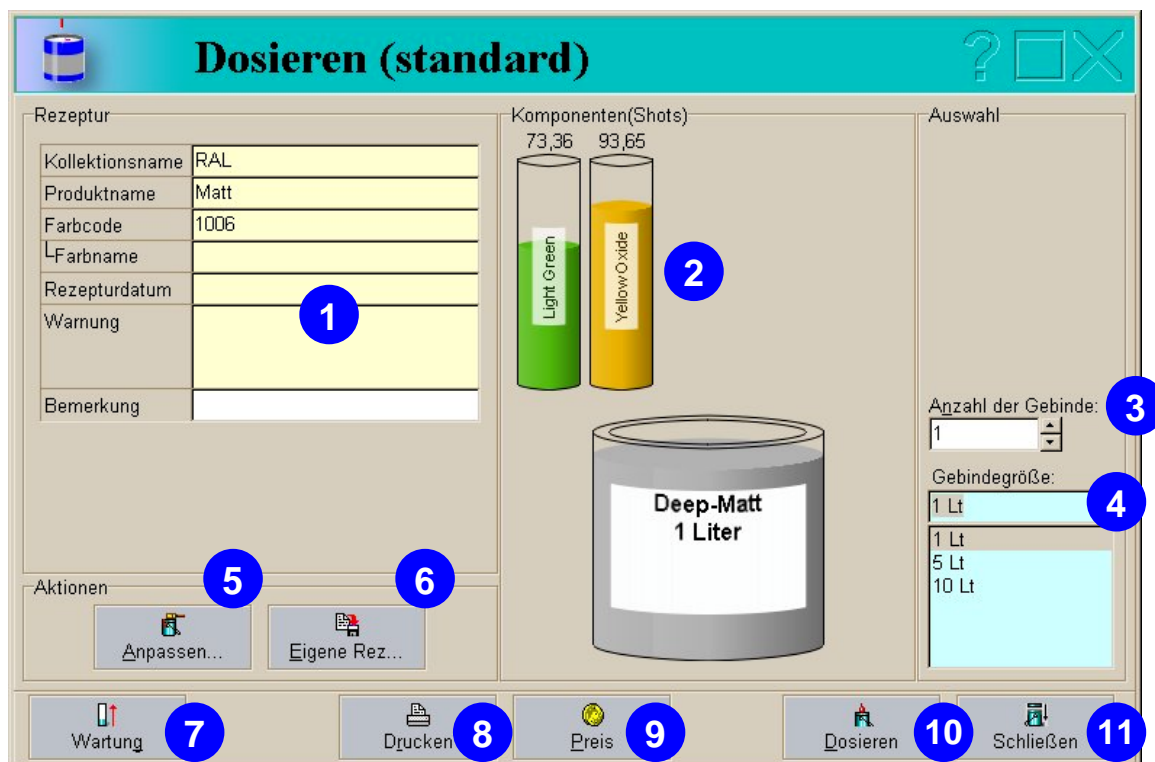 Dosieren (standard)
Rezeptur
Kollektionsname RAL
Produktname Matt
Farbcode 1006
Farbname
Rezepturdatum
Warnung
1
Bemerkung
Komponenten(Shots)
73,36 93,65
Light Green
YellowOxide
2
Deep-Matt
1 Liter
Auswahl
Anzahl der Gebinde:
3
1
Gebindegröße:
4
1 Lt
1 Lt
5 Lt
10 Lt
Aktionen
5
6
Anpassen...
Eigene Rez...
Wartung 7
Drucken 8
Preis 9
Dosieren 10
Schließen 11